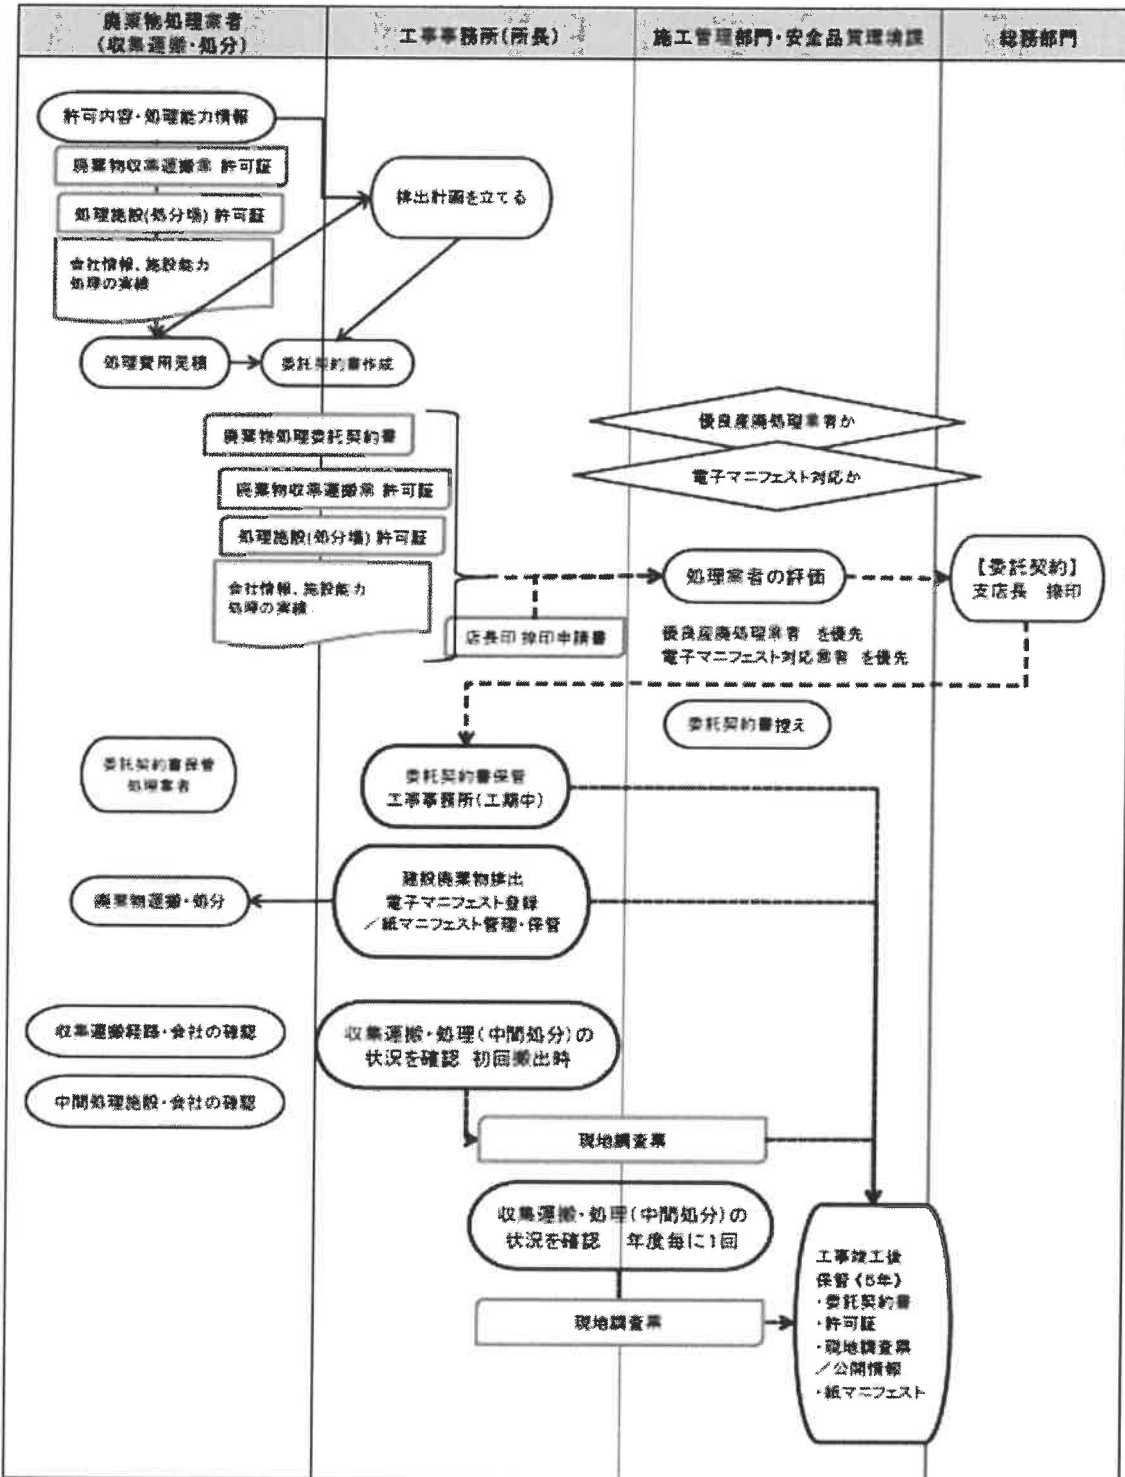 廃棄物処理業者
(収集運搬・処分)
工事事務所(所長)
施工管理部門・安全品質環境課
総務部門
許可内容・処理能力情報
廃棄物収集運搬業 許可証
処理施設(処分場) 許可証
会社情報、施設能力
処理の実績
排出計画を立てる
処理費用見積
委託契約書作成
廃棄物処理委託契約書
廃棄物収集運搬業 許可証
処理施設(処分場) 許可証
会社情報、施設能力
処理の実績
店長印 捺印申請書
優良産廃処理業者か
電子マニフェスト対応か
処理業者の評価
優良産廃処理業者 を優先
電子マニフェスト対応業者 を優先
【委託契約】
支店長 捺印
委託契約書控え
委託契約書保管
処理業者
委託契約書保管
工事事務所(工期中)
廃棄物運搬・処分
建設廃棄物排出
電子マニフェスト登録
／紙マニフェスト管理・保管
収集運搬経路・会社の確認
中間処理施設・会社の確認
収集運搬・処理(中間処分)の
状況を確認 初回搬出時
現地調査票
収集運搬・処理(中間処分)の
状況を確認 年度毎に1回
現地調査票
工事竣工後
保管《5年》
・委託契約書
・許可証
・現地調査票
／公開情報
・紙マニフェスト